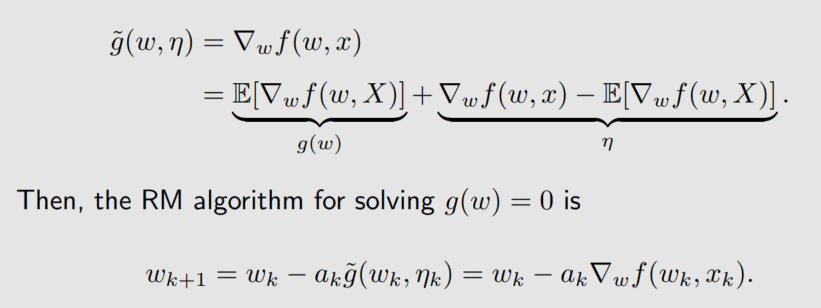 g̃(w, η) = ∇_w f(w, x)
= 𝔼[∇_w f(w, X)] + ∇_w f(w, x) − 𝔼[∇_w f(w, X)].
g(w) η
Then, the RM algorithm for solving g(w) = 0 is
w_{k+1} = w_k − a_k g̃(w_k, η_k) = w_k − a_k ∇_w f(w_k, x_k).